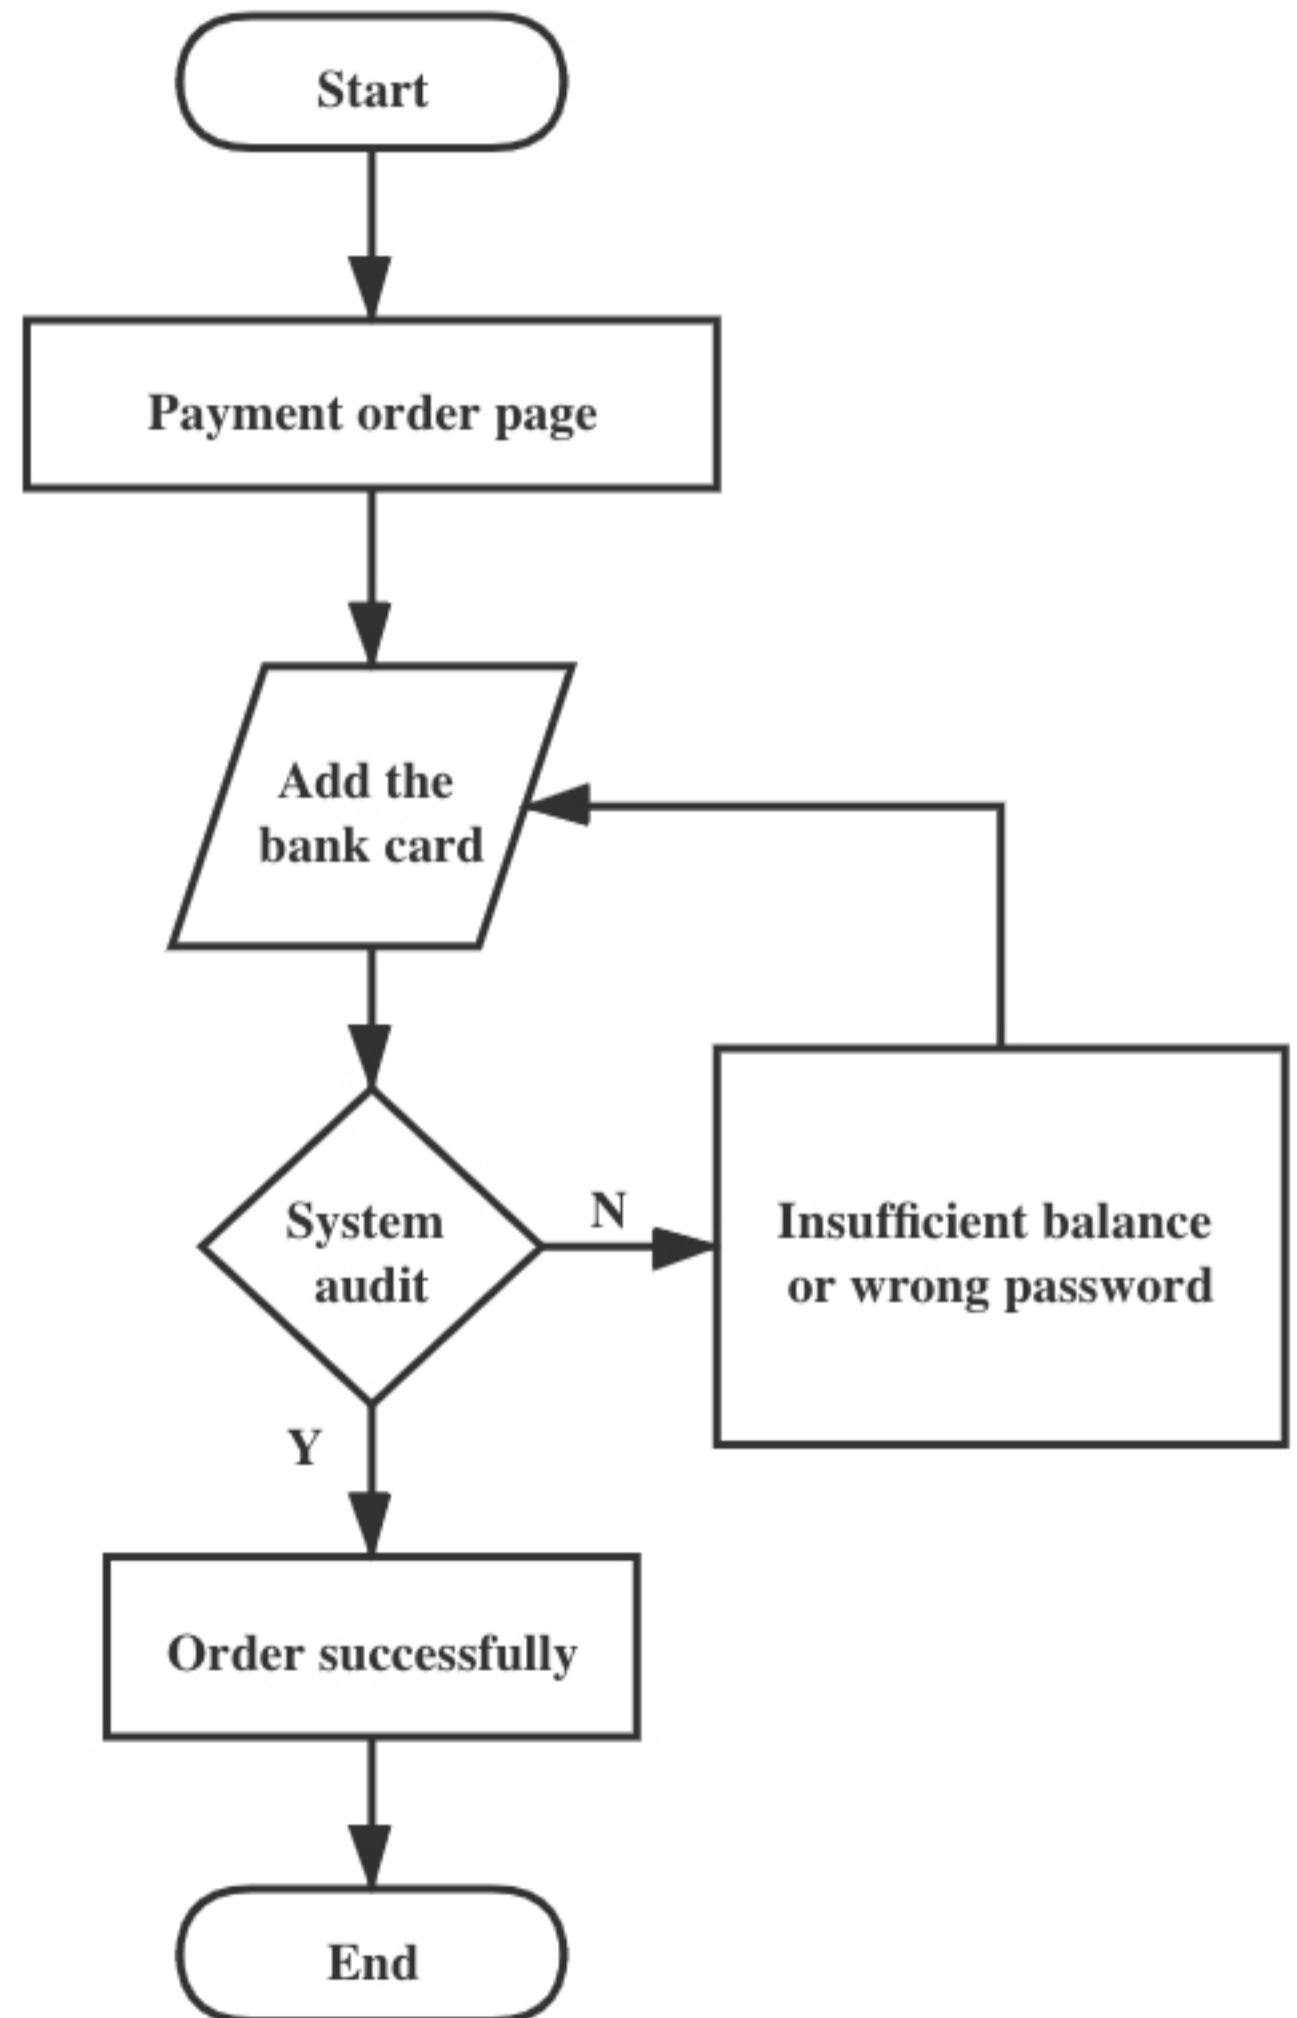 Start
Payment order page
Add the
bank card
System
audit
N
Insufficient balance
or wrong password
Y
Order successfully
End